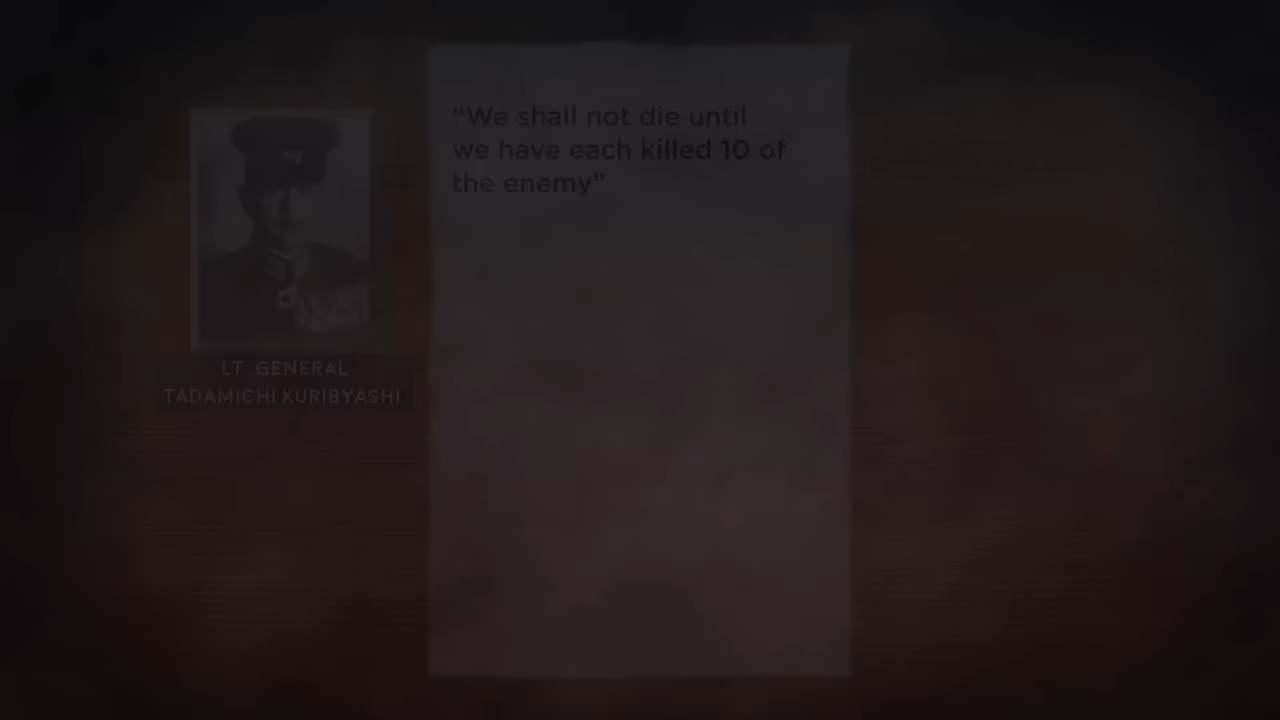 “We shall not die until
we have each killed 10 of
the enemy”
LT GENERAL
TADAMICHI KURIBYASHI